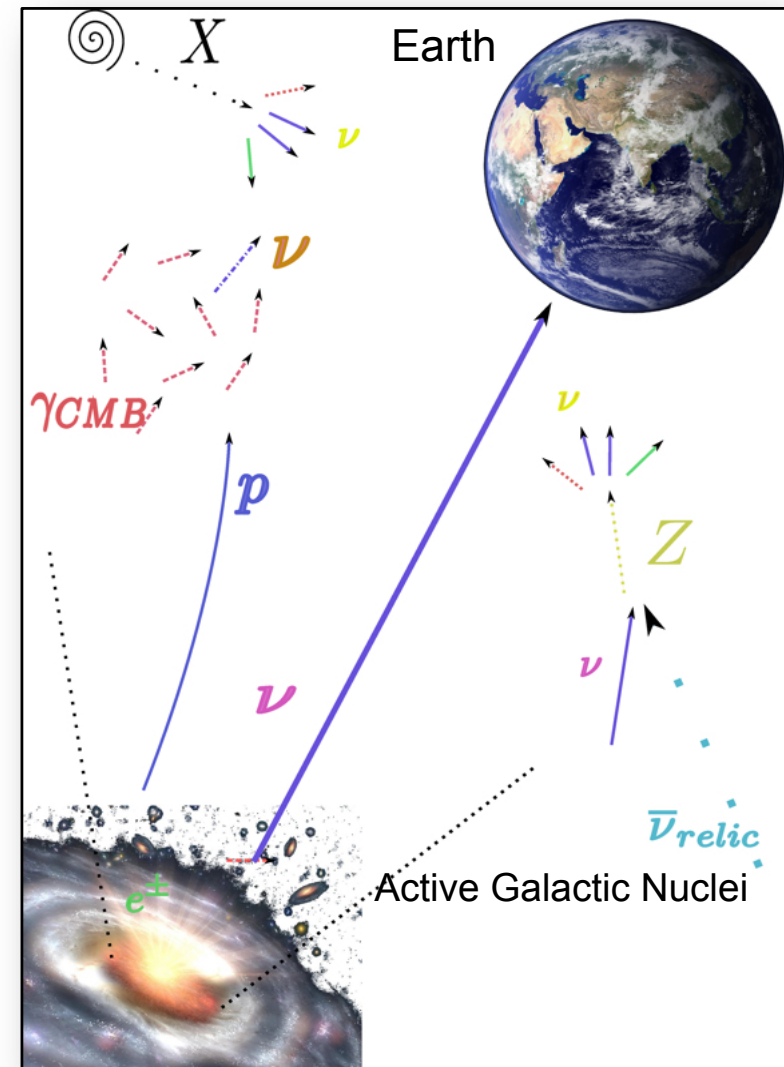 X
Earth
ν
ν
γCMB
p
ν
Z
ν
ν
ν̄relic
e±
Active Galactic Nuclei